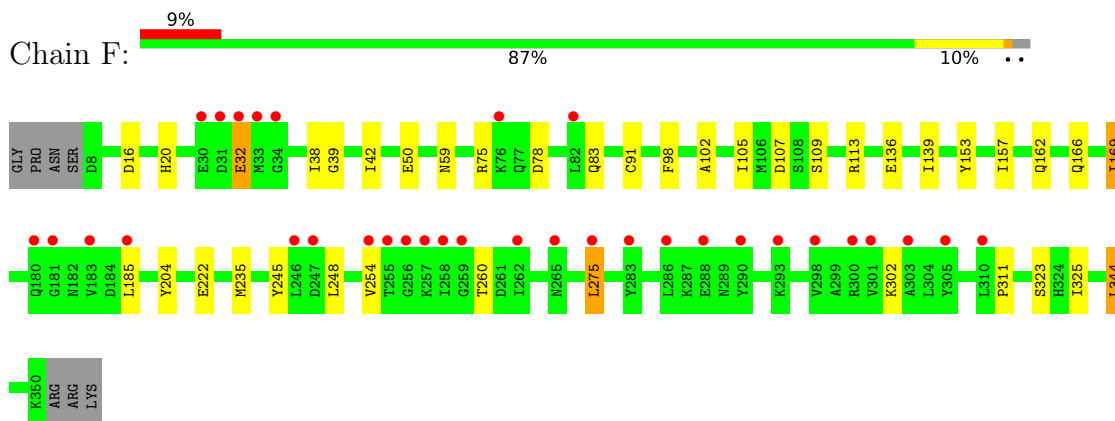 9%
Chain F:
87% 10% ..
GLY PRO ASN SER D8 D16 H20 E30 D31 E32 M33 G34 I38 G39 I42 E50 N59 R75 K76 Q77 D78 L82 Q83 C91 F98 A102 I105 M106 D107 S108 S109 R113 E136 I139 Y153 I157 Q162 Q166 I169
Q180 G181 N182 V183 D184 L185 Y204 E222 M235 Y245 L246 D247 L248 V254 T255 G256 K257 I258 G259 T260 D261 I262 N265 L275 Y283 L286 K287 E288 N289 Y290 K293 V298 A299 R300 V301 K302 A303 L304 Y305 L310 P311 S323 H324 I325 L344
K350 ARG ARG LYS